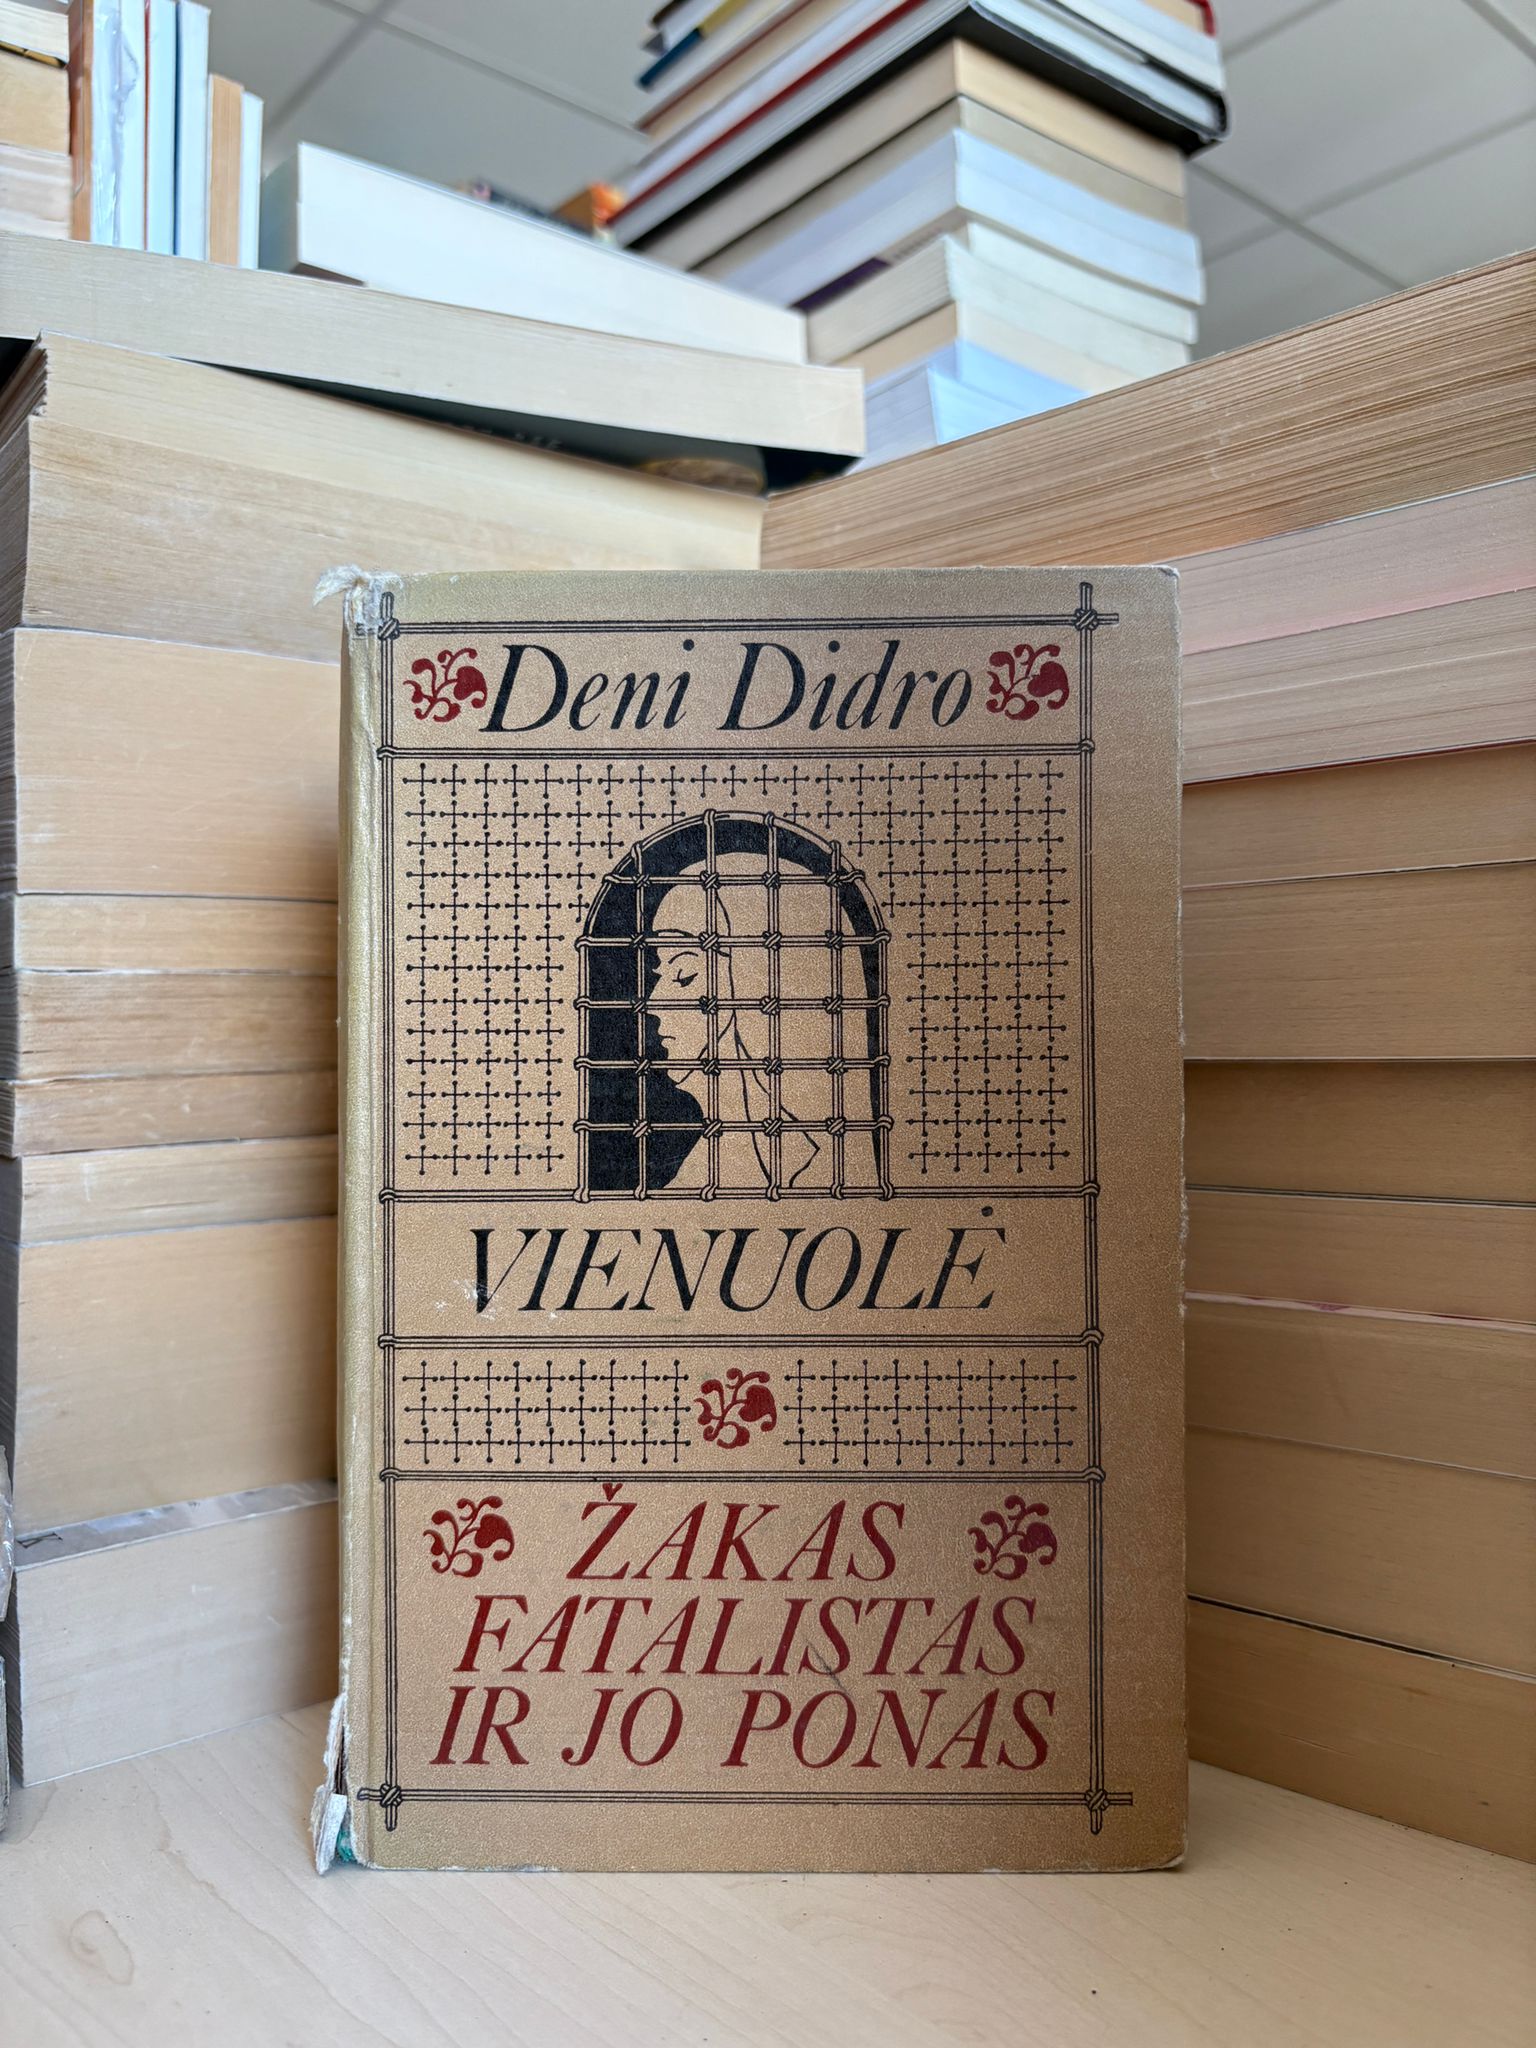 Deni Didro
VIENUOLĖ
ŽAKAS
FATALISTAS
IR JO PONAS